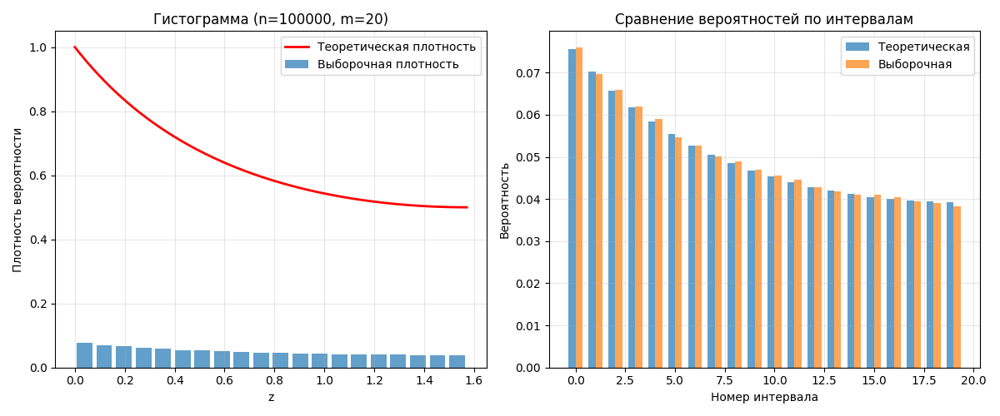 Гистограмма (n=100000, m=20)
Теоретическая плотность
Выборочная плотность
Плотность вероятности
1.0
0.8
0.6
0.4
0.2
0.0
0.0 0.2 0.4 0.6 0.8 1.0 1.2 1.4 1.6
z
Сравнение вероятностей по интервалам
Теоретическая
Выборочная
Вероятность
0.07
0.06
0.05
0.04
0.03
0.02
0.01
0.00
0.0 2.5 5.0 7.5 10.0 12.5 15.0 17.5 20.0
Номер интервала